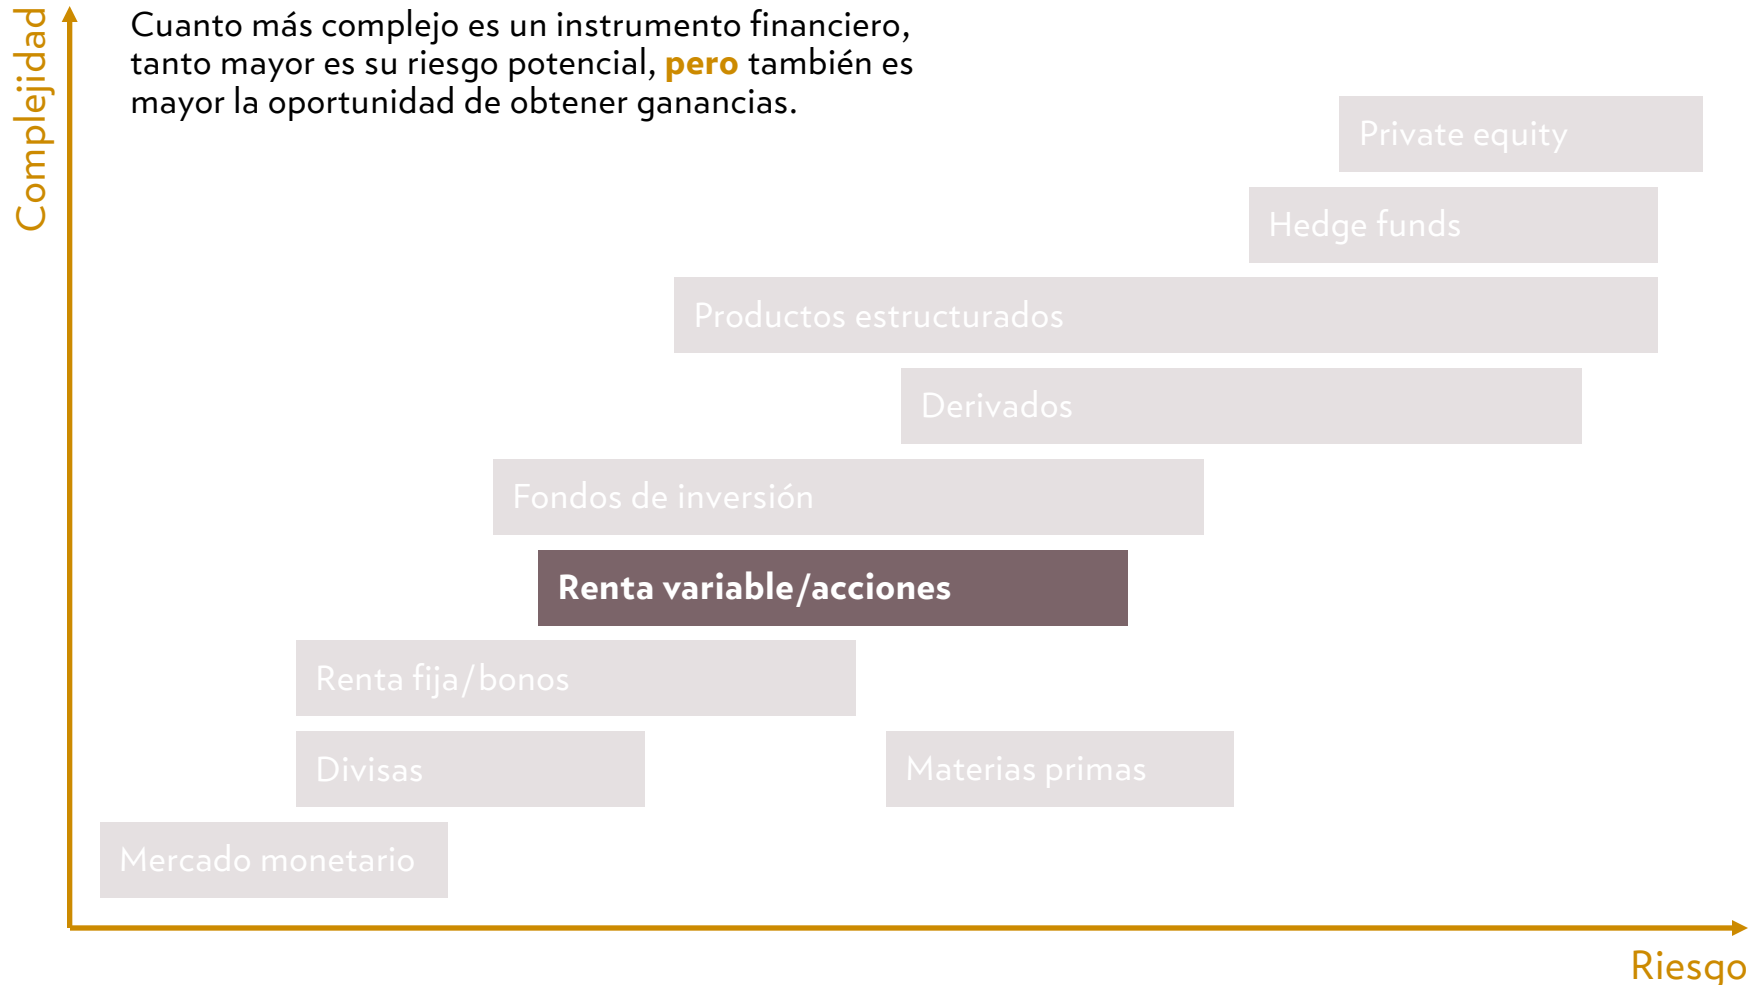 Complejidad
Cuanto más complejo es un instrumento financiero,
tanto mayor es su riesgo potencial, pero también es
mayor la oportunidad de obtener ganancias.
Private equity
Hedge funds
Productos estructurados
Derivados
Fondos de inversión
Renta variable/acciones
Renta fija/bonos
Divisas
Materias primas
Mercado monetario
Riesgo